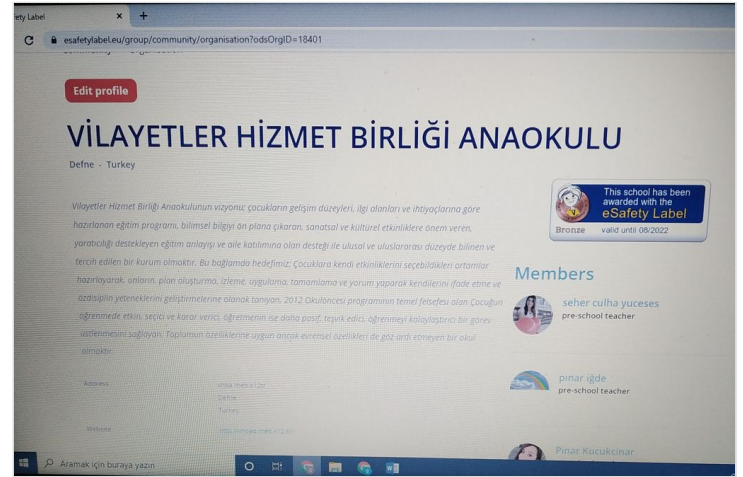 ety Label
esafetylabel.eu/group/community/organisation?odsOrgID=18401
Edit profile
VİLAYETLER HİZMET BİRLİĞİ ANAOKULU
Defne - Turkey
Vilayetler Hizmet Birliği Anaokulunun vizyonu; çocukların gelişim düzeyleri, ilgi alanları ve ihtiyaçlarına göre
hazırlanan eğitim programı, bilimsel bilgiyi ön plana çıkaran, sanatsal ve kültürel etkinliklere önem veren,
yaratıcılığı destekleyen eğitim anlayışı ve aile katılımına olan desteği ile ulusal ve uluslararası düzeyde bilinen ve
tercih edilen bir kurum olmaktır. Bu bağlamda hedefimiz; Çocuklara kendi etkinliklerini seçebildikleri ortamlar
hazırlayarak, onların, plan oluşturma, izleme, uygulama, tamamlama ve yorum yaparak kendilerini ifade etme ve
özdisiplin yeteneklerini geliştirmelerine olanak tanıyan, 2012 Okulöncesi programının temel felsefesi olan Çocuğun
öğrenmede etkin, seçici ve karar verici, öğretmenin ise daha pasif, teşvik edici, öğrenmeyi kolaylaştırıcı bir görev
üstlenmesini sağlayan, Toplumun özelliklerine uygun ancak evrensel özellikleri de göz ardı etmeyen bir okul
olmaktır.
Address
Defne
Turkey
Website
This school has been
awarded with the
eSafety Label
Bronze
valid until 06/2022
Members
seher culha yuceses
pre-school teacher
pınar iğde
pre-school teacher
Pınar Kucukcinar
Aramak için buraya yazın